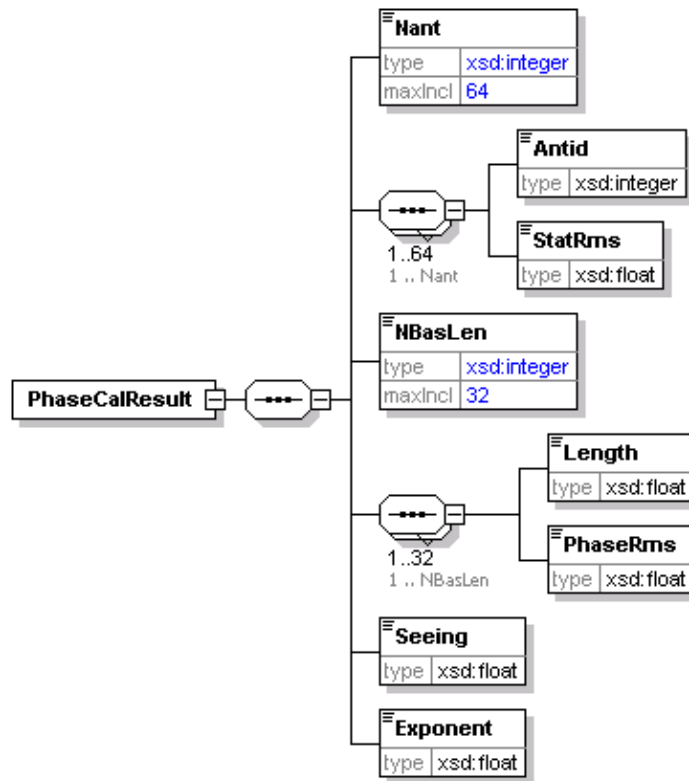 Nant
type xsd:integer
maxIncl 64
Antid
type xsd:integer
1..64
1 .. Nant
StatRms
type xsd:float
NBasLen
type xsd:integer
maxIncl 32
PhaseCalResult
Length
type xsd:float
1..32
1 .. NBasLen
PhaseRms
type xsd:float
Seeing
type xsd:float
Exponent
type xsd:float